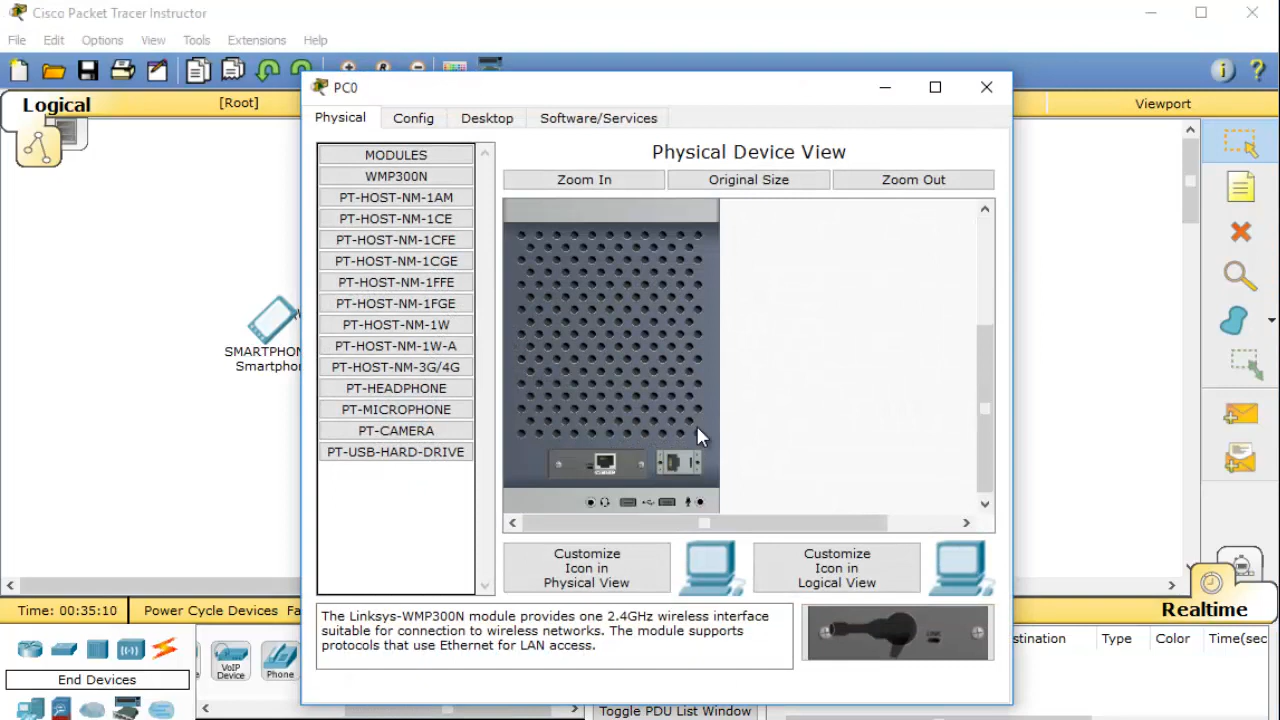 Cisco Packet Tracer Instructor
File Edit Options View Tools Extensions Help
PC0
Logical [Root] Viewport
Physical Config Desktop Software/Services
MODULES
WMP300N
PT-HOST-NM-1AM
PT-HOST-NM-1CE
PT-HOST-NM-1CFE
PT-HOST-NM-1CGE
PT-HOST-NM-1FFE
PT-HOST-NM-1FGE
PT-HOST-NM-1W
PT-HOST-NM-1W-A
PT-HOST-NM-3G/4G
PT-HEADPHONE
PT-MICROPHONE
PT-CAMERA
PT-USB-HARD-DRIVE
Physical Device View
Zoom In Original Size Zoom Out
SMARTPHON
Smartpho
Customize
Icon in
Physical View
Customize
Icon in
Logical View
The Linksys-WMP300N module provides one 2.4GHz wireless interface
suitable for connection to wireless networks. The module supports
protocols that use Ethernet for LAN access.
Time: 00:35:10 Power Cycle Devices Fa
Realtime
End Devices
VoIP
Device
Phone
stination Type Color Time(sec
Toggle PDU List Window